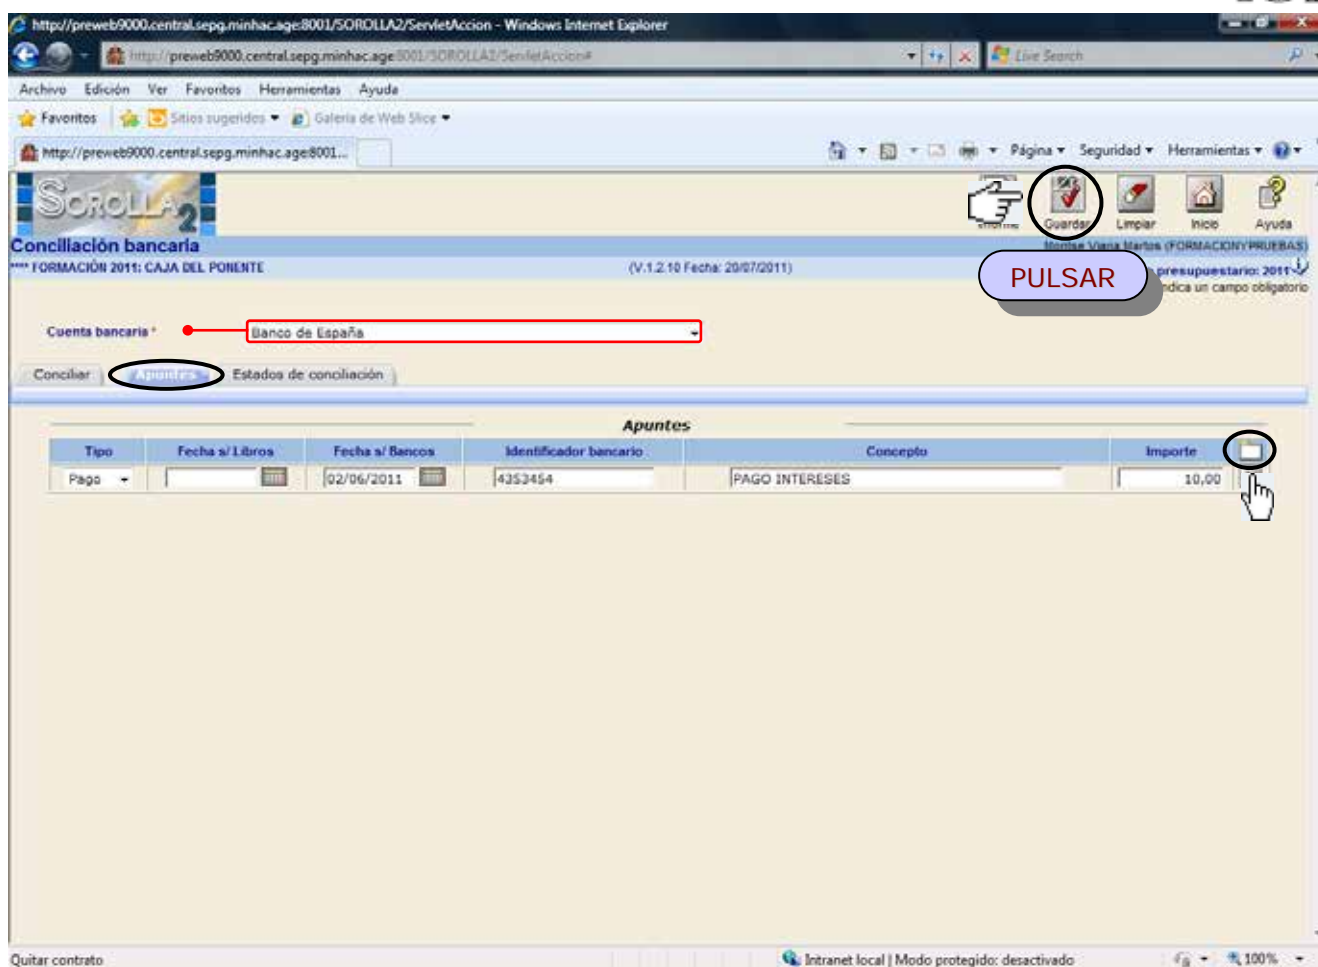 http://preweb9000.central.sepg.minhac.age:8001/SOROLLA2/ServletAccion - Windows Internet Explorer
http://preweb9000.central.sepg.minhac.age:8001/SOROLLA2/ServletAccion# Live Search
Archivo Edición Ver Favoritos Herramientas Ayuda
Favoritos Sitios sugeridos Galería de Web Slice
http://preweb9000.central.sepg.minhac.age:8001... Página Seguridad Herramientas
SOROLLA2
Guardar Limpiar Inicio Ayuda
Conciliación bancaria Montse Viana Martos (FORMACIONYPRUEBAS)
**** FORMACIÓN 2011: CAJA DEL PONENTE (V.1.2.10 Fecha: 20/07/2011) presupuestario: 2011
PULSAR
indica un campo obligatorio
Cuenta bancaria * Banco de España
Conciliar Apuntes Estados de conciliación
Apuntes
Tipo Fecha s/ Libros Fecha s/ Bancos Identificador bancario Concepto Importe
Pago 02/06/2011 4353454 PAGO INTERESES 10,00
Quitar contrato Intranet local | Modo protegido: desactivado 100%